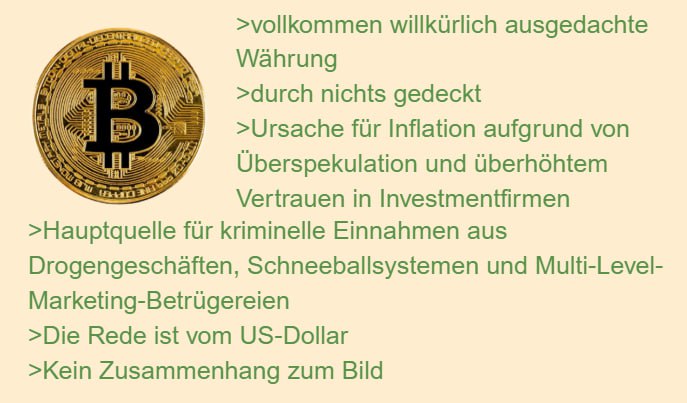 >vollkommen willkürlich ausgedachte
Währung
>durch nichts gedeckt
>Ursache für Inflation aufgrund von
Überspekulation und überhöhtem
Vertrauen in Investmentfirmen
>Hauptquelle für kriminelle Einnahmen aus
Drogengeschäften, Schneeballsystemen und Multi-Level-
Marketing-Betrügereien
>Die Rede ist vom US-Dollar
>Kein Zusammenhang zum Bild